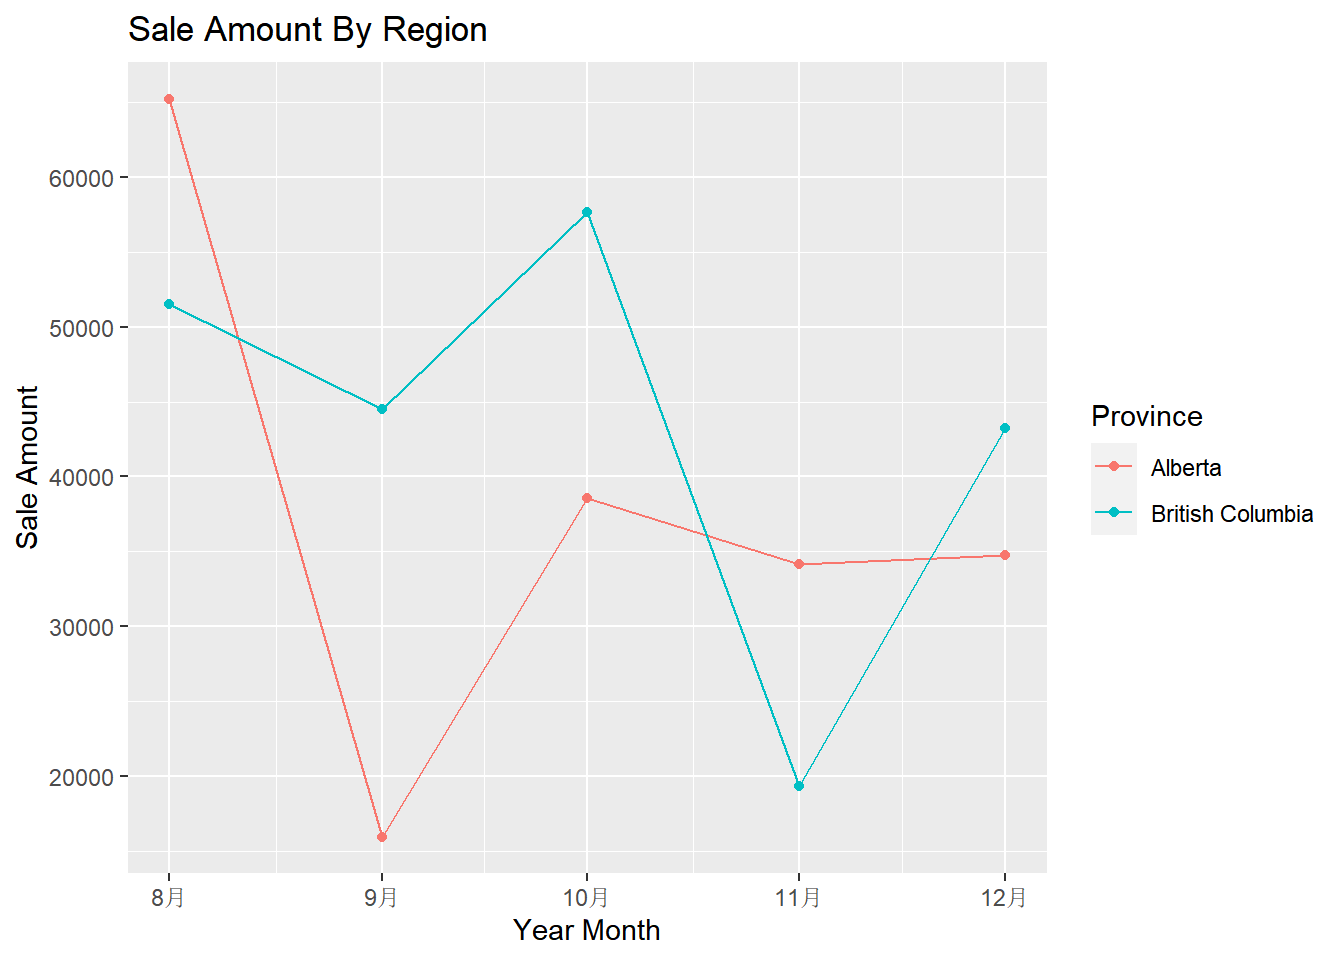 Sale Amount By Region
Sale Amount
60000
50000
40000
30000
20000
8月
9月
10月
11月
12月
Year Month
Province
Alberta
British Columbia